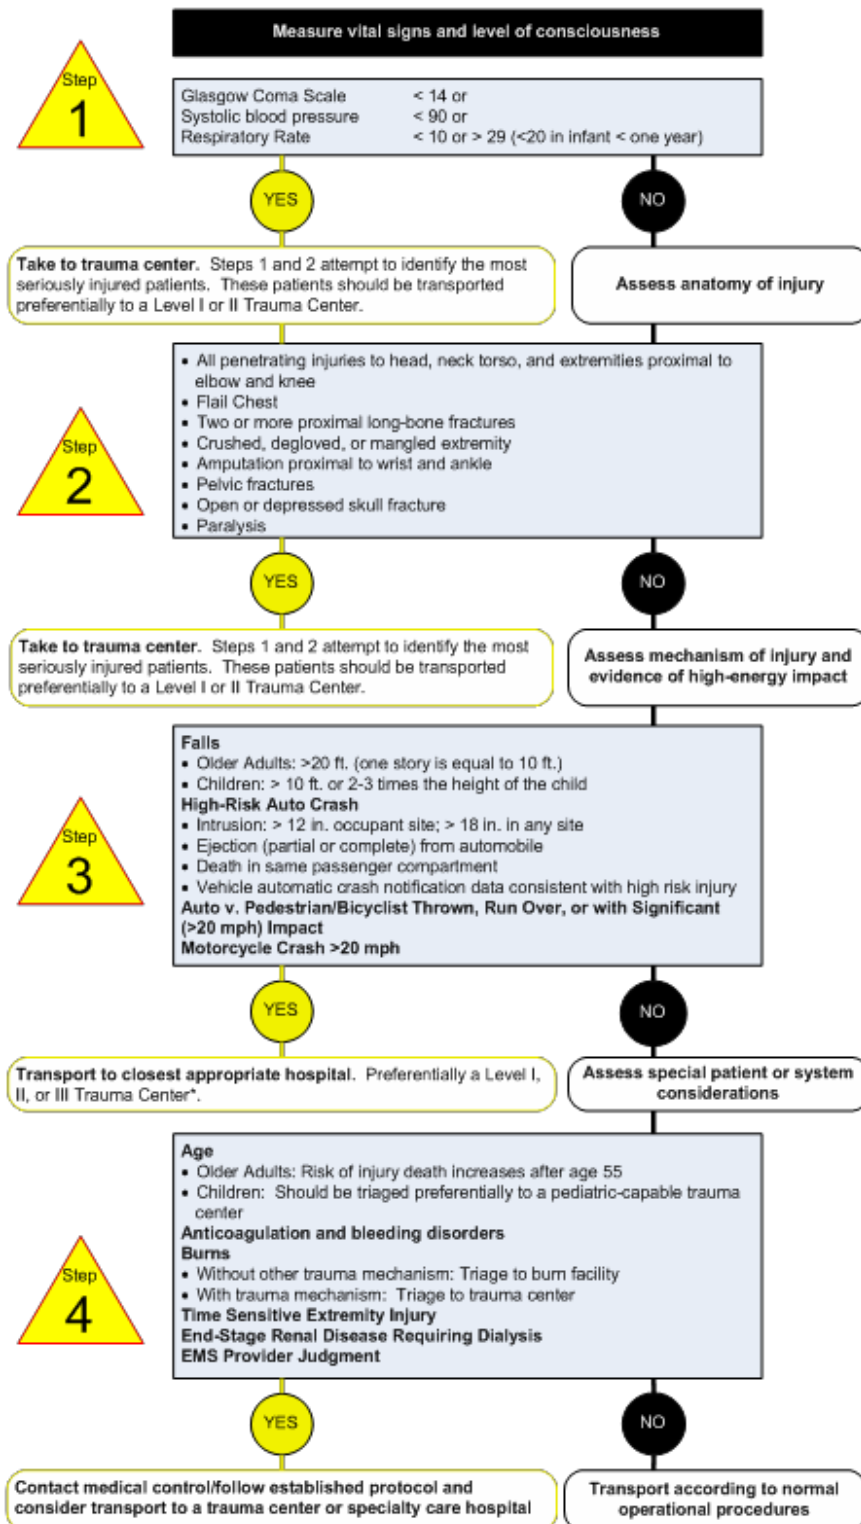 Measure vital signs and level of consciousness
Step
1
Glasgow Coma Scale < 14 or
Systolic blood pressure < 90 or
Respiratory Rate < 10 or > 29 (<20 in infant < one year)
YES
NO
Take to trauma center. Steps 1 and 2 attempt to identify the most
seriously injured patients. These patients should be transported
preferentially to a Level I or II Trauma Center.
Assess anatomy of injury
Step
2
• All penetrating injuries to head, neck torso, and extremities proximal to
elbow and knee
• Flail Chest
• Two or more proximal long-bone fractures
• Crushed, degloved, or mangled extremity
• Amputation proximal to wrist and ankle
• Pelvic fractures
• Open or depressed skull fracture
• Paralysis
YES
NO
Take to trauma center. Steps 1 and 2 attempt to identify the most
seriously injured patients. These patients should be transported
preferentially to a Level I or II Trauma Center.
Assess mechanism of injury and
evidence of high-energy impact
Step
3
Falls
• Older Adults: >20 ft. (one story is equal to 10 ft.)
• Children: > 10 ft. or 2-3 times the height of the child
High-Risk Auto Crash
• Intrusion: > 12 in. occupant site; > 18 in. in any site
• Ejection (partial or complete) from automobile
• Death in same passenger compartment
• Vehicle automatic crash notification data consistent with high risk injury
Auto v. Pedestrian/Bicyclist Thrown, Run Over, or with Significant
(>20 mph) Impact
Motorcycle Crash >20 mph
YES
NO
Transport to closest appropriate hospital. Preferentially a Level I,
II, or III Trauma Center*.
Assess special patient or system
considerations
Step
4
Age
• Older Adults: Risk of injury death increases after age 55
• Children: Should be triaged preferentially to a pediatric-capable trauma
center
Anticoagulation and bleeding disorders
Burns
• Without other trauma mechanism: Triage to burn facility
• With trauma mechanism: Triage to trauma center
Time Sensitive Extremity Injury
End-Stage Renal Disease Requiring Dialysis
EMS Provider Judgment
YES
NO
Contact medical control/follow established protocol and
consider transport to a trauma center or specialty care hospital
Transport according to normal
operational procedures